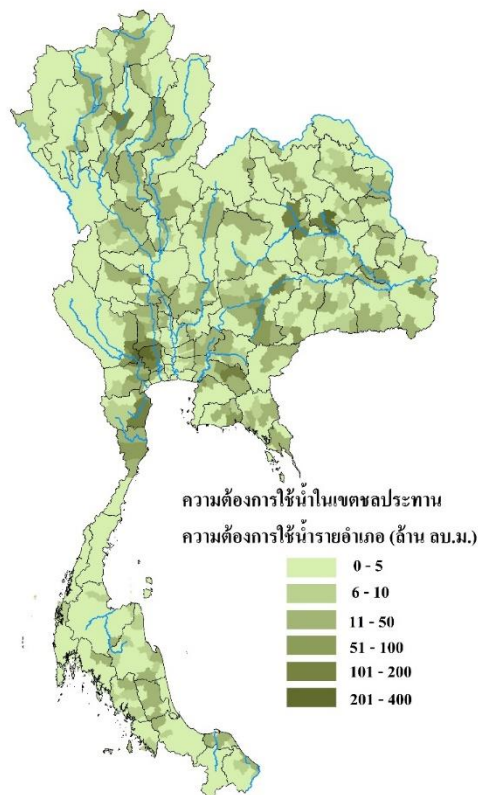 ความต้องการใช้น้ำในเขตชลประทาน
ความต้องการใช้น้ำรายอำเภอ (ล้าน ลบ.ม.)
0 - 5
6 - 10
11 - 50
51 - 100
101 - 200
201 - 400